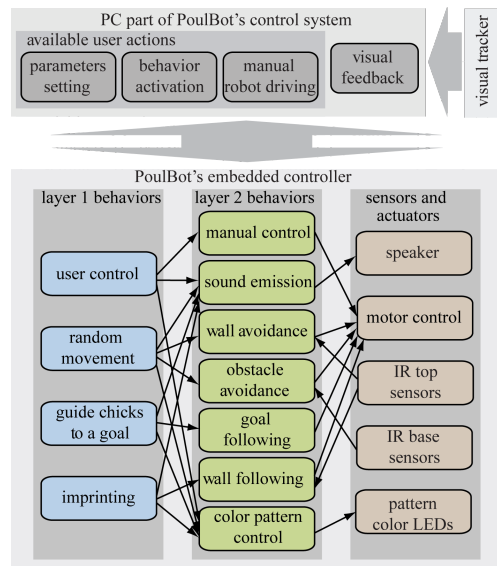 PC part of PoulBot's control system
available user actions
parameters
setting
behavior
activation
manual
robot driving
visual
feedback
visual tracker
PoulBot's embedded controller
layer 1 behaviors
layer 2 behaviors
sensors and
actuators
user control
random
movement
guide chicks
to a goal
imprinting
manual control
sound emission
wall avoidance
obstacle
avoidance
goal
following
wall following
color pattern
control
speaker
motor control
IR top
sensors
IR base
sensors
pattern
color LEDs